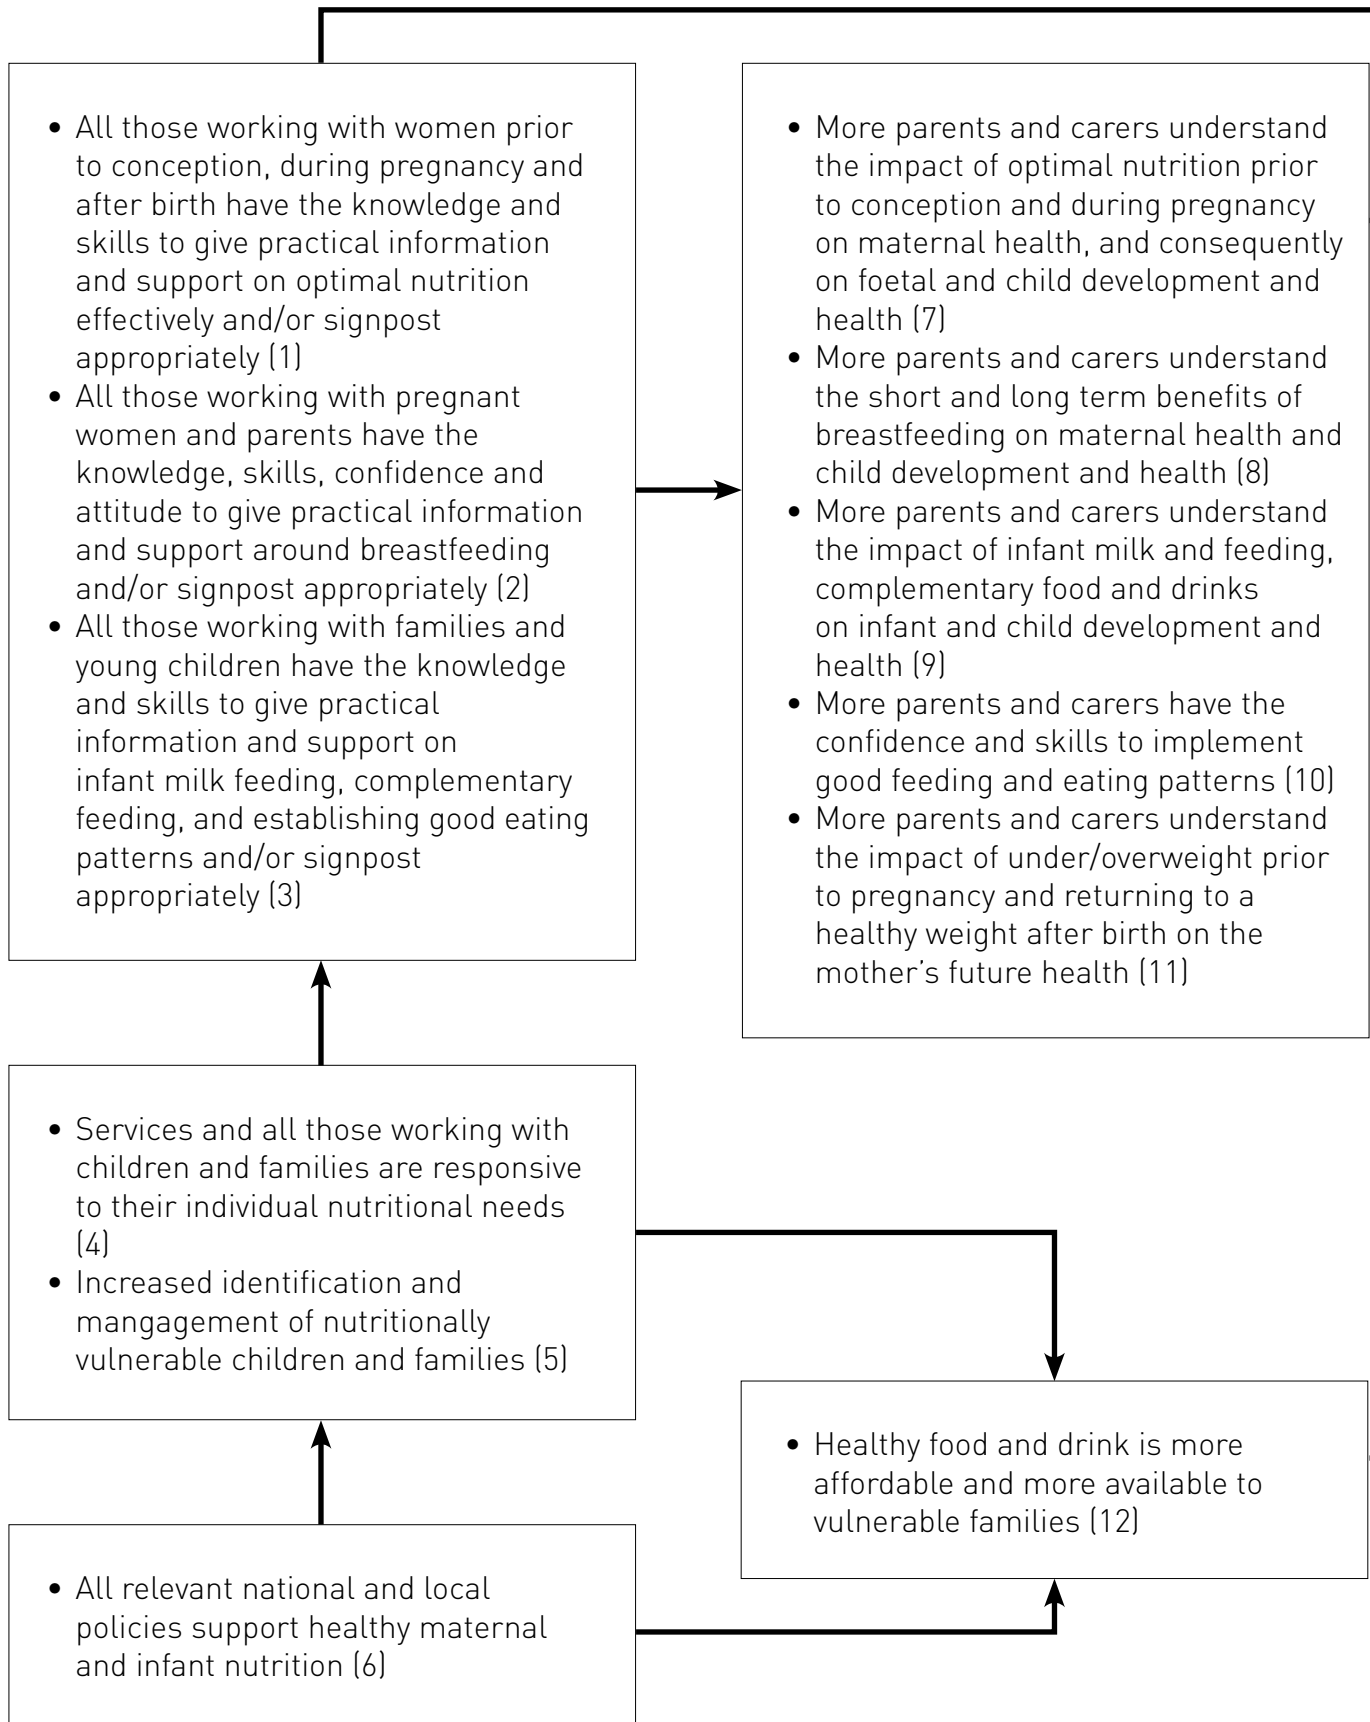 • All those working with women prior
to conception, during pregnancy and
after birth have the knowledge and
skills to give practical information
and support on optimal nutrition
effectively and/or signpost
appropriately (1)
• All those working with pregnant
women and parents have the
knowledge, skills, confidence and
attitude to give practical information
and support around breastfeeding
and/or signpost appropriately (2)
• All those working with families and
young children have the knowledge
and skills to give practical
information and support on
infant milk feeding, complementary
feeding, and establishing good eating
patterns and/or signpost
appropriately (3)
• More parents and carers understand
the impact of optimal nutrition prior
to conception and during pregnancy
on maternal health, and consequently
on foetal and child development and
health (7)
• More parents and carers understand
the short and long term benefits of
breastfeeding on maternal health and
child development and health (8)
• More parents and carers understand
the impact of infant milk and feeding,
complementary food and drinks
on infant and child development and
health (9)
• More parents and carers have the
confidence and skills to implement
good feeding and eating patterns (10)
• More parents and carers understand
the impact of under/overweight prior
to pregnancy and returning to a
healthy weight after birth on the
mother’s future health (11)
• Services and all those working with
children and families are responsive
to their individual nutritional needs
(4)
• Increased identification and
mangagement of nutritionally
vulnerable children and families (5)
• Healthy food and drink is more
affordable and more available to
vulnerable families (12)
• All relevant national and local
policies support healthy maternal
and infant nutrition (6)